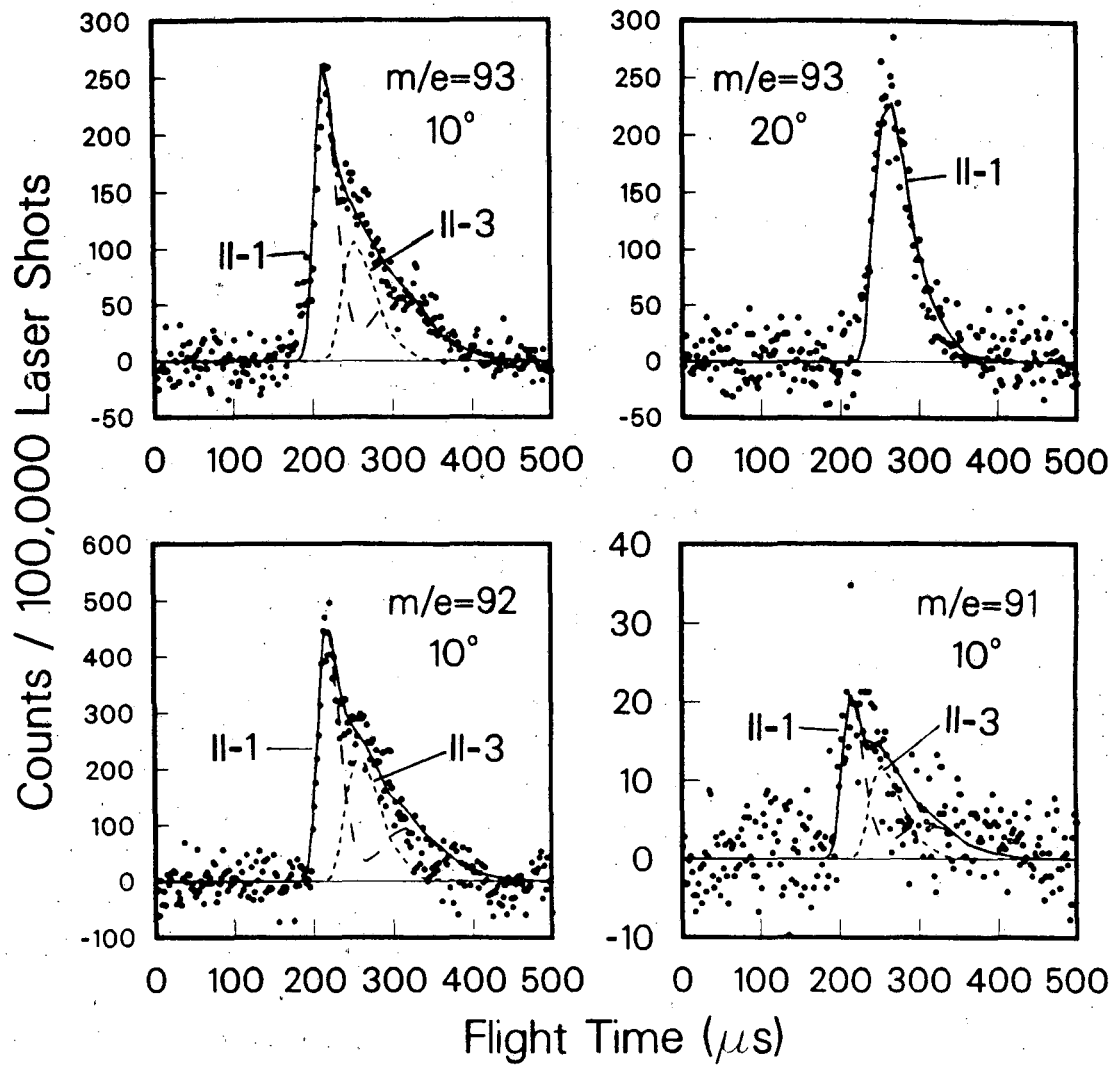 Counts / 100,000 Laser Shots
300
250
200
150
100
50
0
-50
m/e=93
10°
II-1
II-3
0 100 200 300 400 500
300
250
200
150
100
50
0
-50
m/e=93
20°
II-1
0 100 200 300 400 500
600
500
400
300
200
100
0
-100
m/e=92
10°
II-1
II-3
0 100 200 300 400 500
40
30
20
10
0
-10
m/e=91
10°
II-1
II-3
0 100 200 300 400 500
Flight Time (μs)